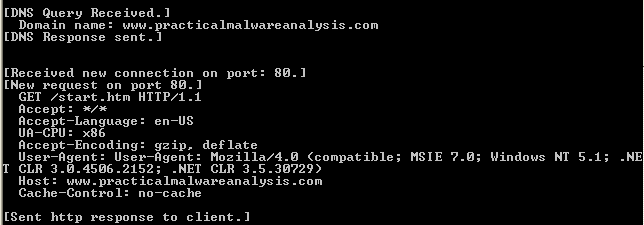 [DNS Query Received.]
Domain name: www.practicalmalwareanalysis.com
[DNS Response sent.]
[Received new connection on port: 80.]
[New request on port 80.]
GET /start.htm HTTP/1.1
Accept: */*
Accept-Language: en-US
UA-CPU: x86
Accept-Encoding: gzip, deflate
User-Agent: User-Agent: Mozilla/4.0 (compatible; MSIE 7.0; Windows NT 5.1; .NE
T CLR 3.0.4506.2152; .NET CLR 3.5.30729)
Host: www.practicalmalwareanalysis.com
Cache-Control: no-cache
[Sent http response to client.]